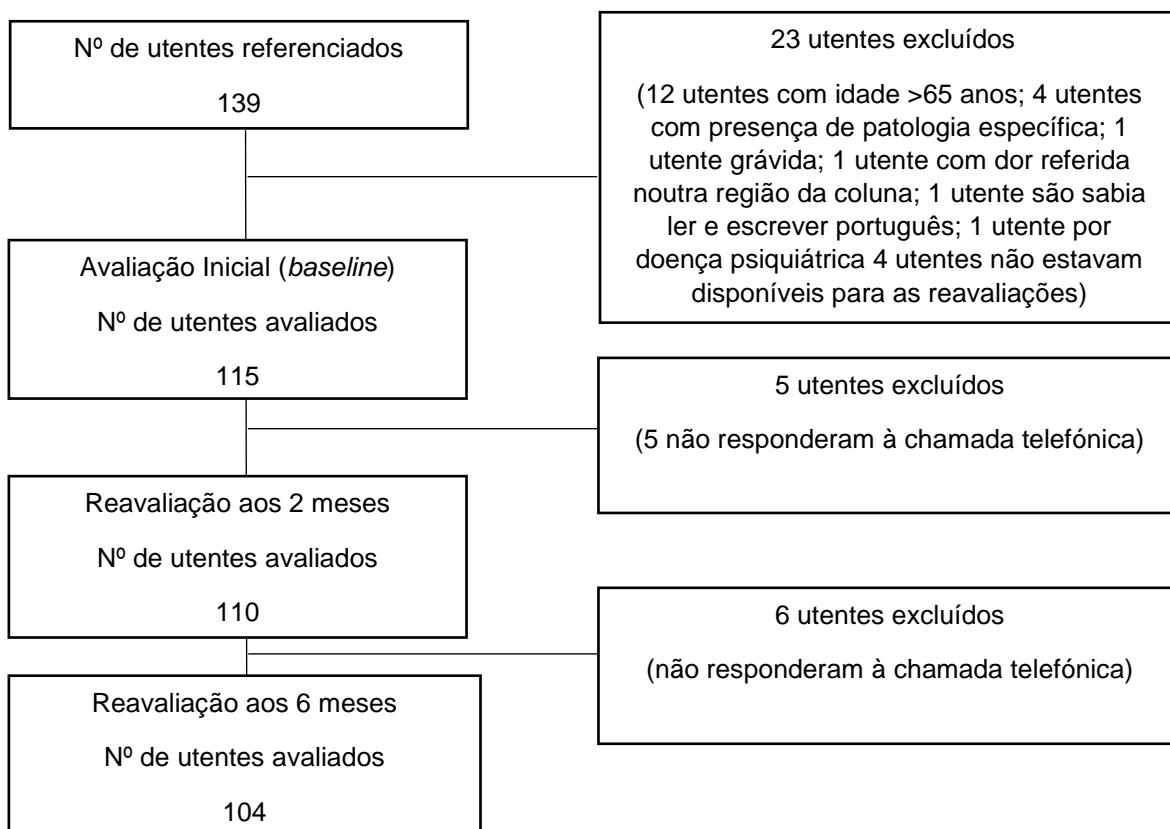 Nº de utentes referenciados
139
23 utentes excluídos
(12 utentes com idade >65 anos; 4 utentes
com presença de patologia específica; 1
utente grávida; 1 utente com dor referida
noutra região da coluna; 1 utente são sabia
ler e escrever português; 1 utente por
doença psiquiátrica 4 utentes não estavam
disponíveis para as reavaliações)
Avaliação Inicial (baseline)
Nº de utentes avaliados
115
5 utentes excluídos
(5 não responderam à chamada telefónica)
Reavaliação aos 2 meses
Nº de utentes avaliados
110
6 utentes excluídos
(não responderam à chamada telefónica)
Reavaliação aos 6 meses
Nº de utentes avaliados
104